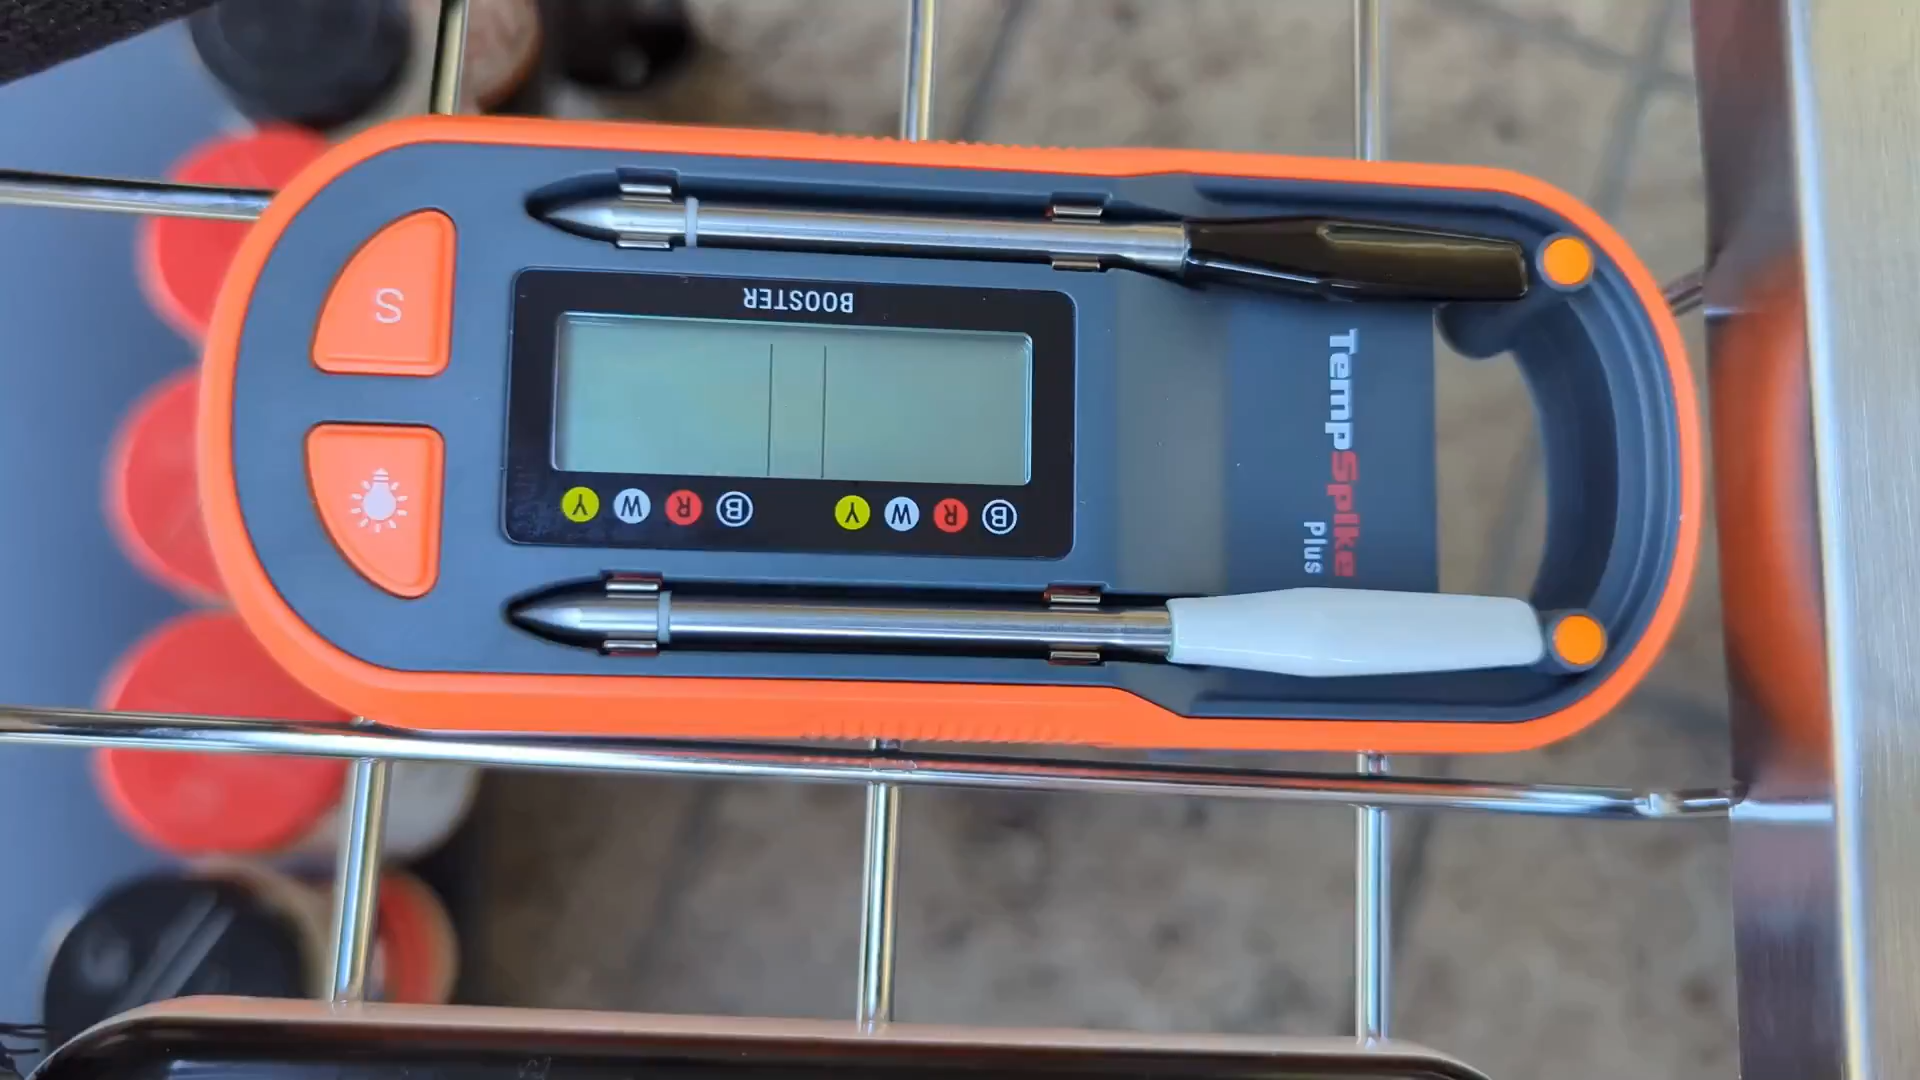 BOOSTER
S
Y W R B Y W R B
TempSpike
Plus